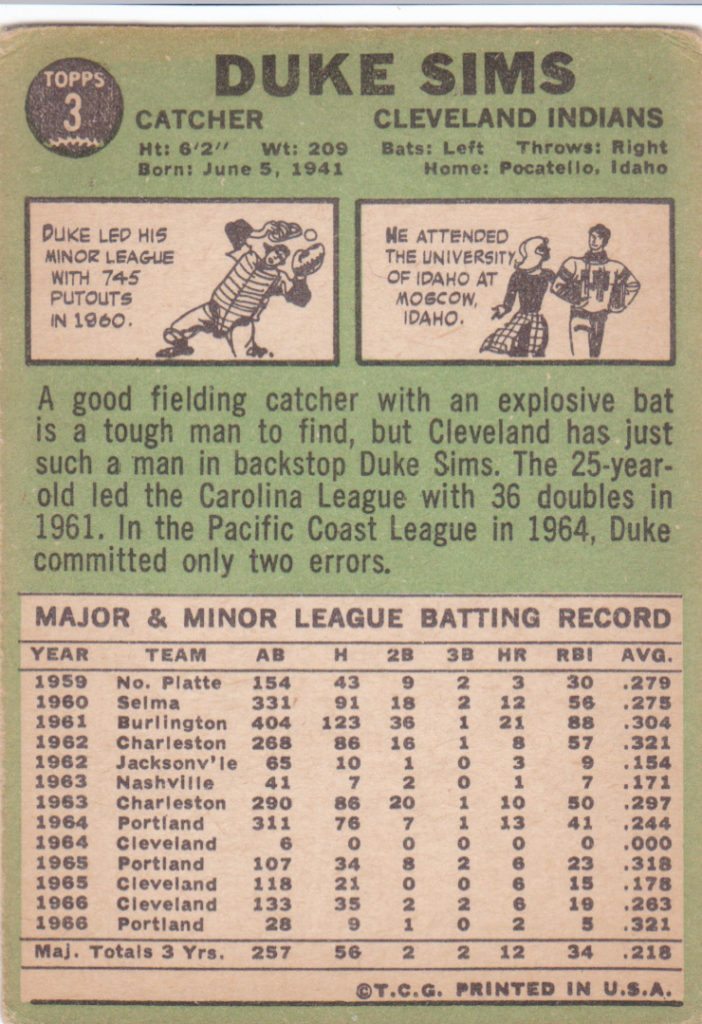 TOPPS
3
DUKE SIMS
CATCHER CLEVELAND INDIANS
Ht: 6'2" Wt: 209 Bats: Left Throws: Right
Born: June 5, 1941 Home: Pocatello, Idaho
DUKE LED HIS
MINOR LEAGUE
WITH 745
PUTOUTS
IN 1960.
HE ATTENDED
THE UNIVERSITY
OF IDAHO AT
MOSCOW,
IDAHO.
A good fielding catcher with an explosive bat
is a tough man to find, but Cleveland has just
such a man in backstop Duke Sims. The 25-year-
old led the Carolina League with 36 doubles in
1961. In the Pacific Coast League in 1964, Duke
committed only two errors.
MAJOR & MINOR LEAGUE BATTING RECORD
YEAR TEAM AB H 2B 3B HR RBI AVG.
1959 No. Platte 154 43 9 2 3 30 .279
1960 Selma 331 91 18 2 12 56 .275
1961 Burlington 404 123 36 1 21 88 .304
1962 Charleston 268 86 16 1 8 57 .321
1962 Jacksonv'le 65 10 1 0 3 9 .154
1963 Nashville 41 7 2 0 1 7 .171
1963 Charleston 290 86 20 1 10 50 .297
1964 Portland 311 76 7 1 13 41 .244
1964 Cleveland 6 0 0 0 0 0 .000
1965 Portland 107 34 8 2 6 23 .318
1965 Cleveland 118 21 0 0 6 15 .178
1966 Cleveland 133 35 2 2 6 19 .263
1966 Portland 28 9 1 0 2 5 .321
Maj. Totals 3 Yrs. 257 56 2 2 12 34 .218
©T.C.G. PRINTED IN U.S.A.